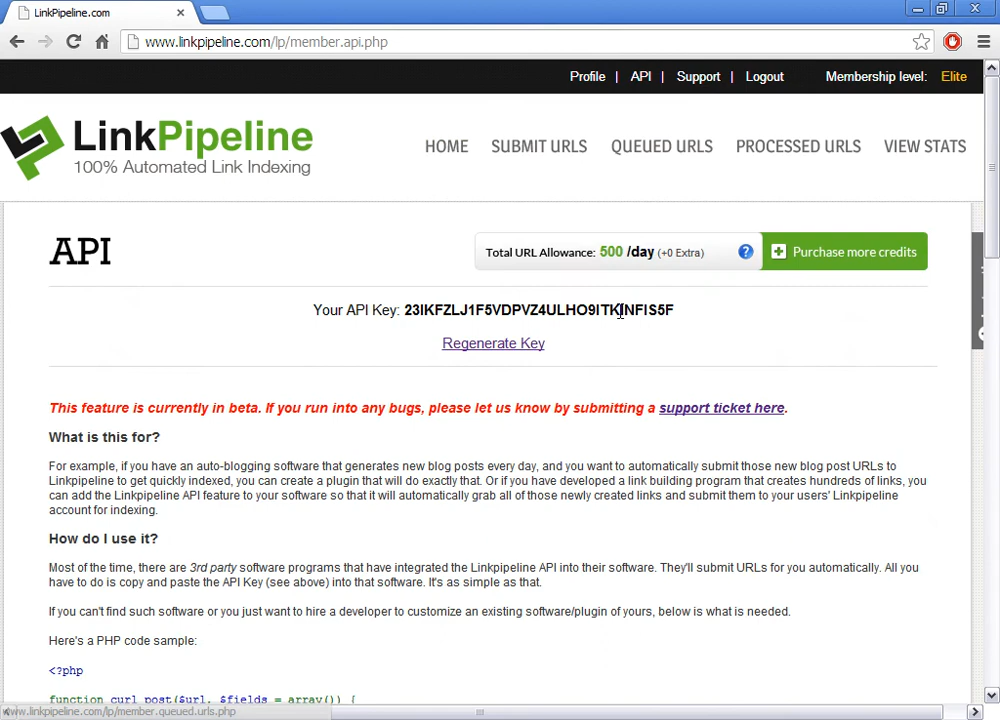 LinkPipeline.com
www.linkpipeline.com/lp/member.api.php
Profile | API | Support | Logout Membership level: Elite
LinkPipeline
100% Automated Link Indexing
HOME SUBMIT URLS QUEUED URLS PROCESSED URLS VIEW STATS
API
Total URL Allowance: 500 /day (+0 Extra) ? Purchase more credits
Your API Key: 23IKFZLJ1F5VDPVZ4ULHO9ITKINFIS5F
Regenerate Key
This feature is currently in beta. If you run into any bugs, please let us know by submitting a support ticket here.
What is this for?
For example, if you have an auto-blogging software that generates new blog posts every day, and you want to automatically submit those new blog post URLs to
Linkpipeline to get quickly indexed, you can create a plugin that will do exactly that. Or if you have developed a link building program that creates hundreds of links, you
can add the Linkpipeline API feature to your software so that it will automatically grab all of those newly created links and submit them to your users' Linkpipeline
account for indexing.
How do I use it?
Most of the time, there are 3rd party software programs that have integrated the Linkpipeline API into their software. They'll submit URLs for you automatically. All you
have to do is copy and paste the API Key (see above) into that software. It's as simple as that.
If you can't find such software or you just want to hire a developer to customize an existing software/plugin of yours, below is what is needed.
Here's a PHP code sample:
<?php
function curl_post($url, $fields = array()) {
www.linkpipeline.com/lp/member.queued.urls.php